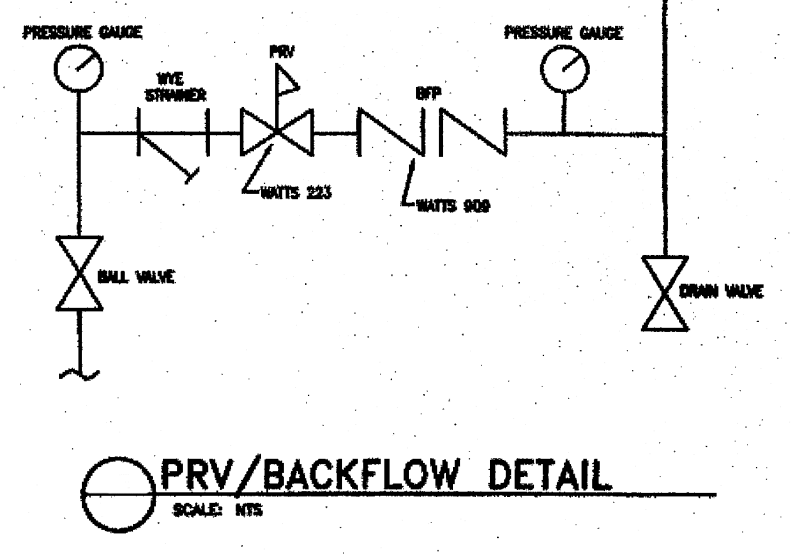 PRESSURE GAUGE
PRESSURE GAUGE
PRV
WYE
STRAINER
BFP
WATTS 223
WATTS 909
BALL VALVE
DRAIN VALVE
PRV/BACKFLOW DETAIL
SCALE: NTS